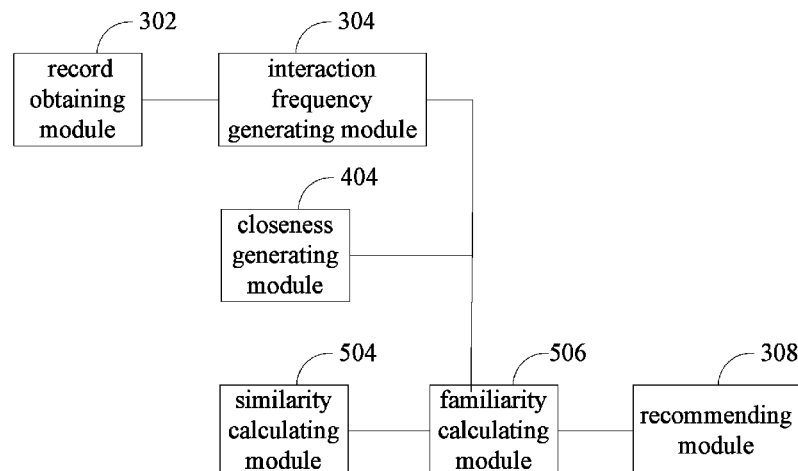 302
304
record
obtaining
module
interaction
frequency
generating module
404
closeness
generating
module
504
506
308
similarity
calculating
module
familiarity
calculating
module
recommending
module